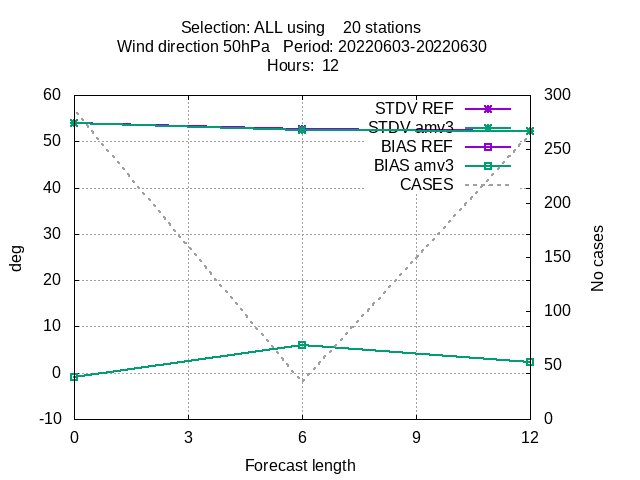 Selection: ALL using    20 stations
Wind direction 50hPa   Period: 20220603-20220630
Hours:  12
60
50
40
30
20
10
0
-10
deg
STDV REF
STDV amv3
BIAS REF
BIAS amv3
CASES
300
250
200
150
100
50
0
No cases
0 3 6 9 12
Forecast length